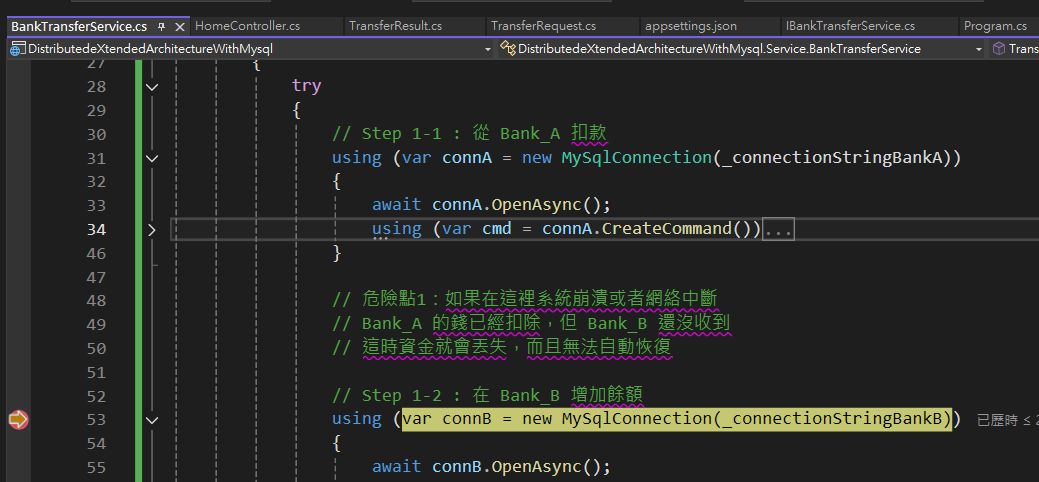 BankTransferService.cs
HomeController.cs
TransferResult.cs
TransferRequest.cs
appsettings.json
IBankTransferService.cs
Program.cs
DistributedeXtendedArchitectureWithMysql
DistributedeXtendedArchitectureWithMysql.Service.BankTransferService
Trans
27 {
28 try
29 {
30 // Step 1-1 : 從 Bank_A 扣款
31 using (var connA = new MySqlConnection(_connectionStringBankA))
32 {
33 await connA.OpenAsync();
34 using (var cmd = connA.CreateCommand())...
46 }
47
48 // 危險點1：如果在這裡系統崩潰或者網絡中斷
49 // Bank_A 的錢已經扣除，但 Bank_B 還沒收到
50 // 這時資金就會丟失，而且無法自動恢復
51
52 // Step 1-2 : 在 Bank_B 增加餘額
53 using (var connB = new MySqlConnection(_connectionStringBankB)) 已歷時 ≤ 2
54 {
55 await connB.OpenAsync();